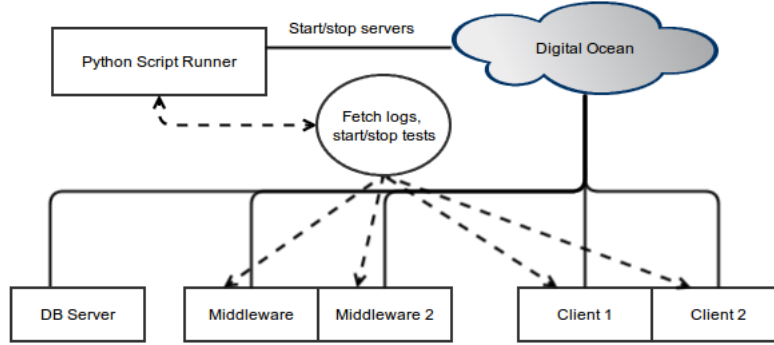 Start/stop servers
Python Script Runner
Digital Ocean
Fetch logs,
start/stop tests
DB Server
Middleware
Middleware 2
Client 1
Client 2